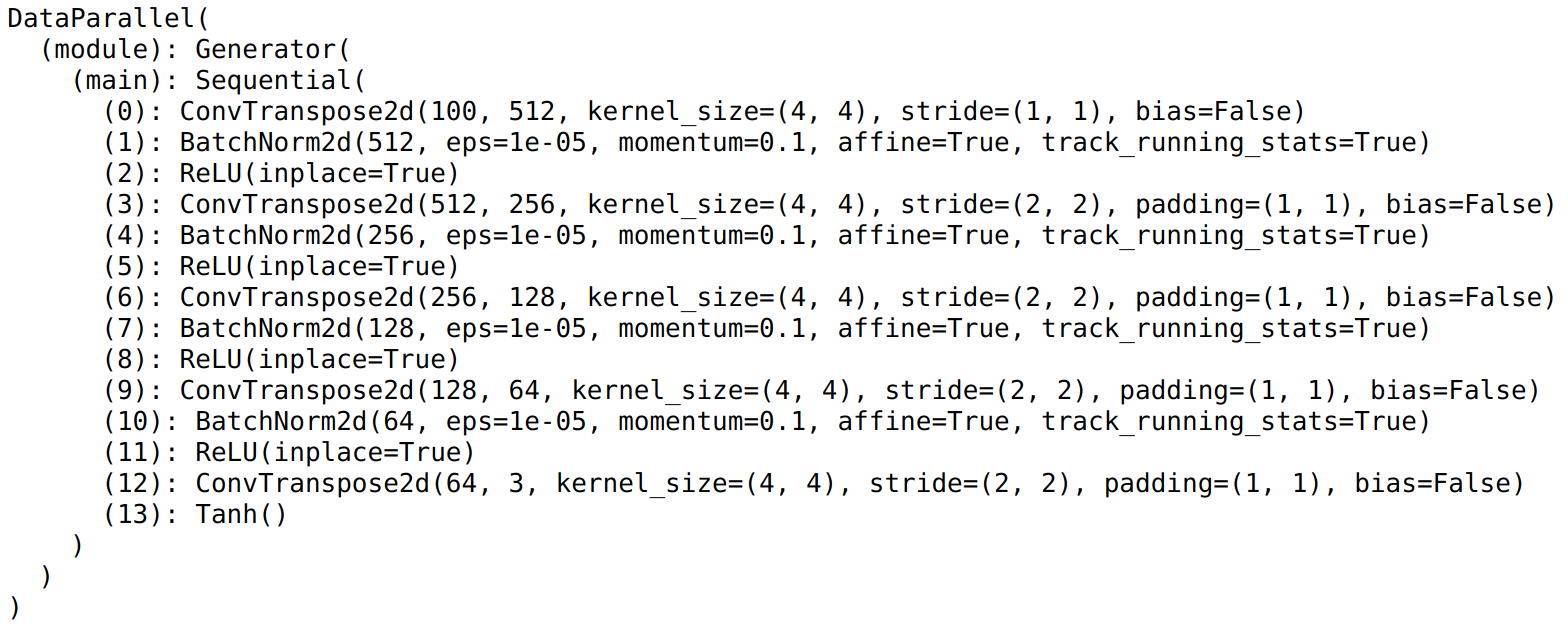 DataParallel(
  (module): Generator(
    (main): Sequential(
      (0): ConvTranspose2d(100, 512, kernel_size=(4, 4), stride=(1, 1), bias=False)
      (1): BatchNorm2d(512, eps=1e-05, momentum=0.1, affine=True, track_running_stats=True)
      (2): ReLU(inplace=True)
      (3): ConvTranspose2d(512, 256, kernel_size=(4, 4), stride=(2, 2), padding=(1, 1), bias=False)
      (4): BatchNorm2d(256, eps=1e-05, momentum=0.1, affine=True, track_running_stats=True)
      (5): ReLU(inplace=True)
      (6): ConvTranspose2d(256, 128, kernel_size=(4, 4), stride=(2, 2), padding=(1, 1), bias=False)
      (7): BatchNorm2d(128, eps=1e-05, momentum=0.1, affine=True, track_running_stats=True)
      (8): ReLU(inplace=True)
      (9): ConvTranspose2d(128, 64, kernel_size=(4, 4), stride=(2, 2), padding=(1, 1), bias=False)
      (10): BatchNorm2d(64, eps=1e-05, momentum=0.1, affine=True, track_running_stats=True)
      (11): ReLU(inplace=True)
      (12): ConvTranspose2d(64, 3, kernel_size=(4, 4), stride=(2, 2), padding=(1, 1), bias=False)
      (13): Tanh()
    )
  )
)